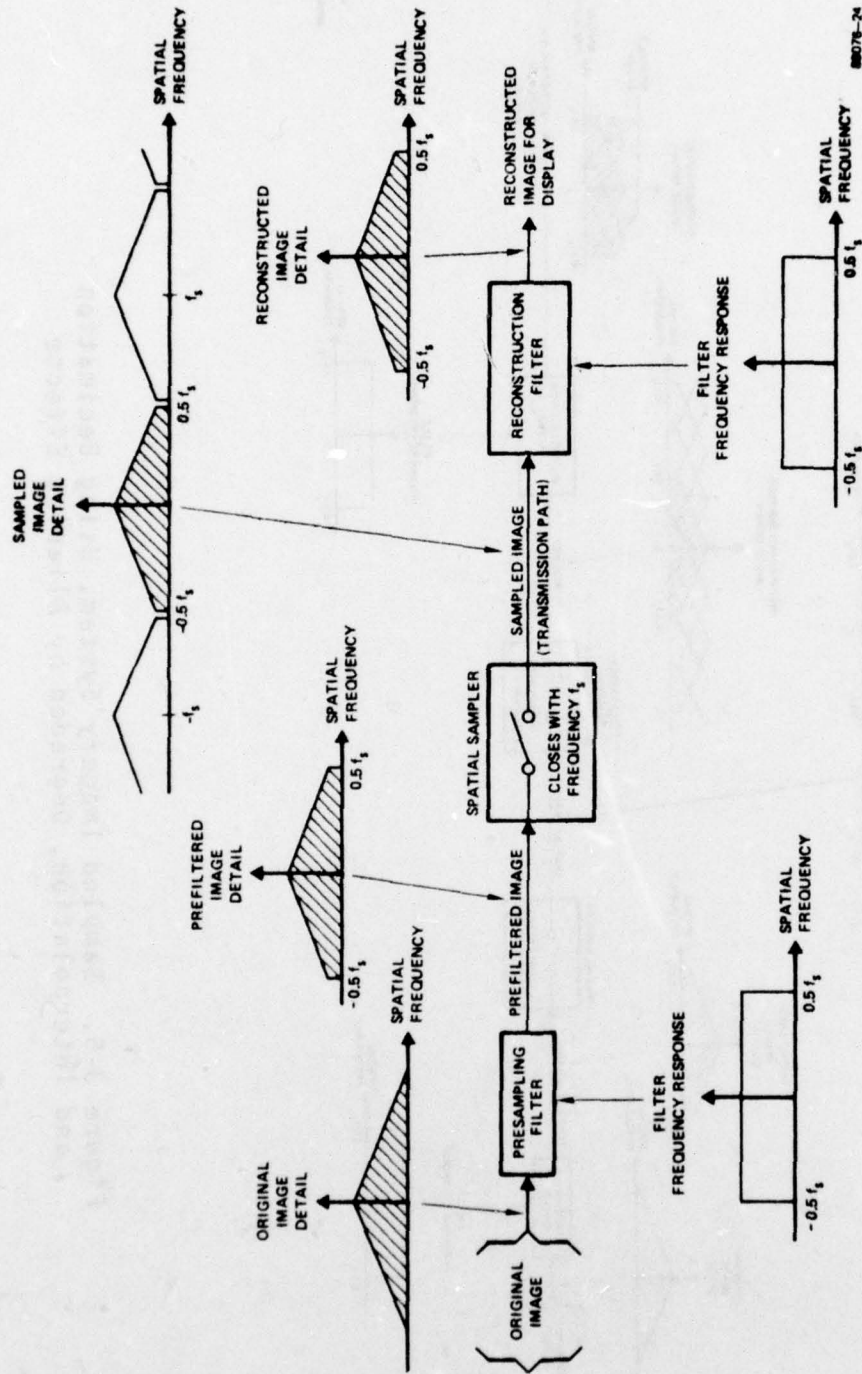 SAMPLED
IMAGE
DETAIL
SPATIAL
FREQUENCY
-fₛ
-0.5 fₛ
0.5 fₛ
fₛ
PREFILTERED
IMAGE
DETAIL
SPATIAL
FREQUENCY
-0.5 fₛ
0.5 fₛ
RECONSTRUCTED
IMAGE
DETAIL
SPATIAL
FREQUENCY
-0.5 fₛ
0.5 fₛ
ORIGINAL
IMAGE
DETAIL
SPATIAL
FREQUENCY
ORIGINAL
IMAGE
PRESAMPLING
FILTER
PREFILTERED IMAGE
SPATIAL SAMPLER
CLOSES WITH
FREQUENCY fₛ
SAMPLED IMAGE
(TRANSMISSION PATH)
RECONSTRUCTION
FILTER
RECONSTRUCTED
IMAGE FOR
DISPLAY
FILTER
FREQUENCY RESPONSE
SPATIAL
FREQUENCY
-0.5 fₛ
0.5 fₛ
FILTER
FREQUENCY RESPONSE
SPATIAL
FREQUENCY
-0.5 fₛ
0.5 fₛ